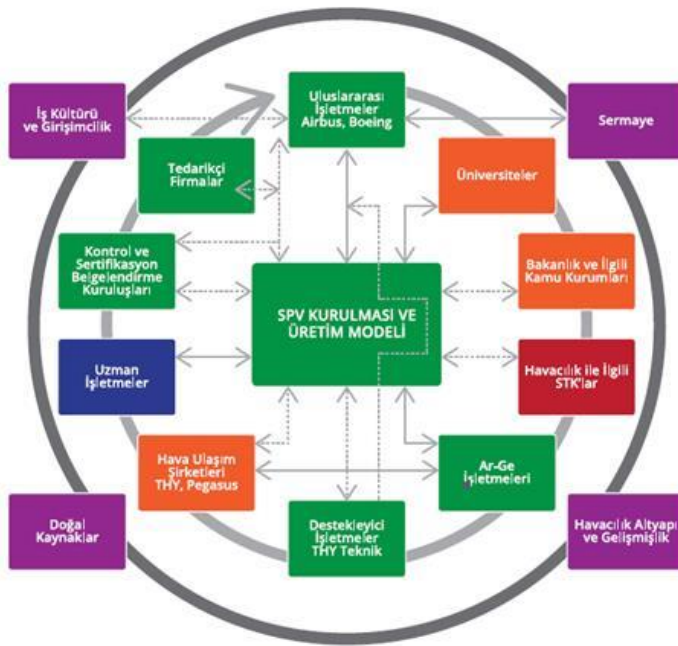 Uluslararası
İşletmeler
Airbus, Boeing
İş Kültürü
ve Girişimcilik
Sermaye
Tedarikçi
Firmalar
Üniversiteler
Kontrol ve
Sertifikasyon
Belgelendirme
Kuruluşları
Bakanlık ve İlgili
Kamu Kurumları
SPV KURULMASI VE
ÜRETİM MODELİ
Uzman
İşletmeler
Havacılık ile İlgili
STK'lar
Hava Ulaşım
Şirketleri
THY, Pegasus
Ar-Ge
İşletmeleri
Doğal
Kaynaklar
Destekleyici
İşletmeler
THY Teknik
Havacılık Altyapı
ve Gelişmişlik